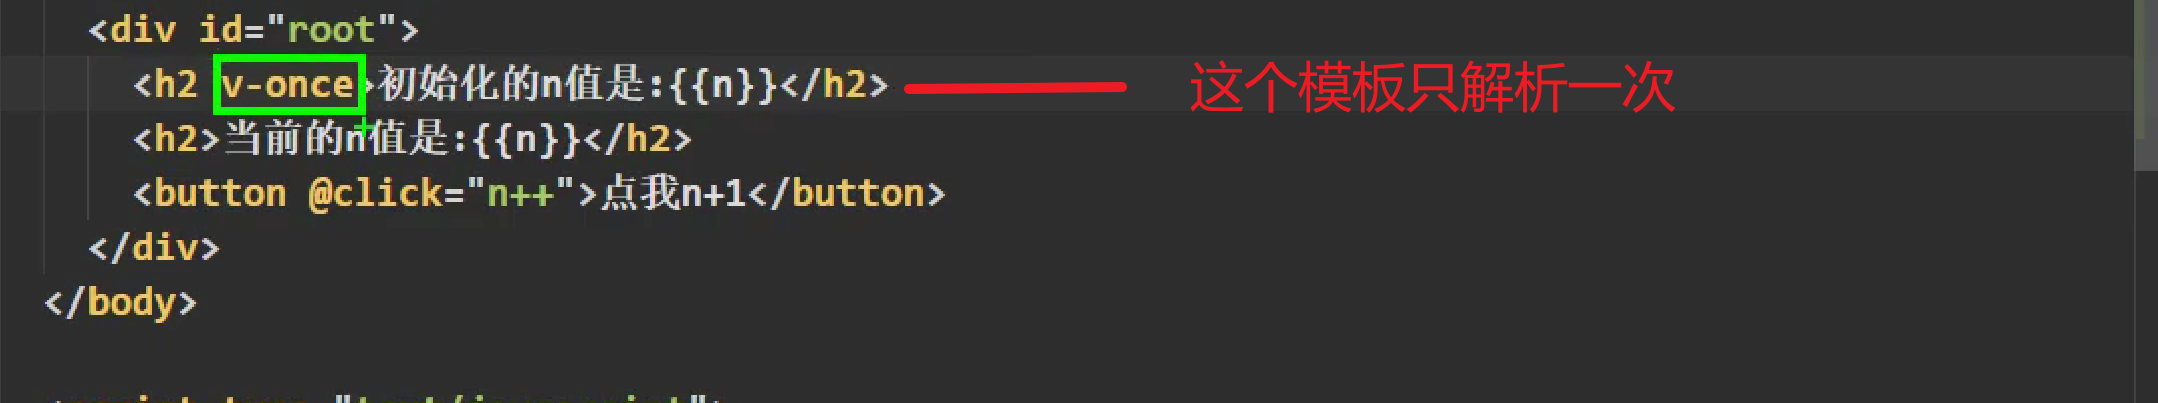 <div id="root">
<h2 v-once>初始化的n值是:{{n}}</h2> 这个模板只解析一次
<h2>当前的n值是:{{n}}</h2>
<button @click="n++">点我n+1</button>
</div>
</body>